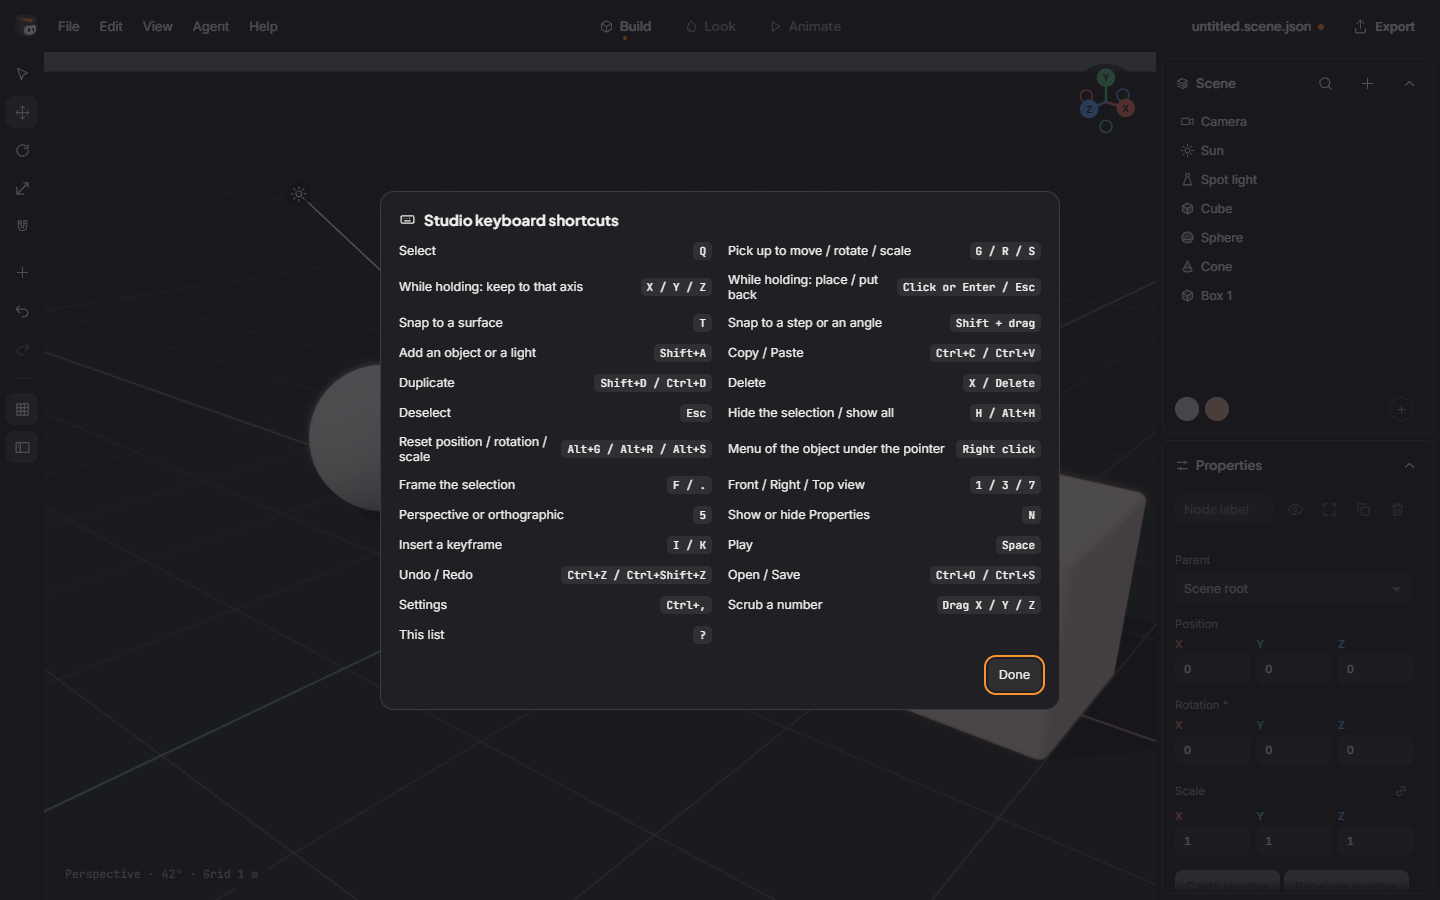 File Edit View Agent Help
Build Look Animate
untitled.scene.json Export
Y
Z X
Scene
Camera
Sun
Spot light
Cube
Sphere
Cone
Box 1
Studio keyboard shortcuts
Select Q
Pick up to move / rotate / scale G / R / S
While holding: keep to that axis X / Y / Z
While holding: place / put
back Click or Enter / Esc
Snap to a surface T
Snap to a step or an angle Shift + drag
Add an object or a light Shift+A
Copy / Paste Ctrl+C / Ctrl+V
Duplicate Shift+D / Ctrl+D
Delete X / Delete
Deselect Esc
Hide the selection / show all H / Alt+H
Reset position / rotation /
scale Alt+G / Alt+R / Alt+S
Menu of the object under the pointer Right click
Frame the selection F / .
Front / Right / Top view 1 / 3 / 7
Perspective or orthographic 5
Show or hide Properties N
Insert a keyframe I / K
Play Space
Undo / Redo Ctrl+Z / Ctrl+Shift+Z
Open / Save Ctrl+O / Ctrl+S
Settings Ctrl+,
Scrub a number Drag X / Y / Z
This list ?
Done
Properties
Node label
Parent
Scene root
Position
X Y Z
0 0 0
Rotation *
X Y Z
0 0 0
Scale
X Y Z
1 1 1
Casts shadow Receives shadow
Perspective · 42° · Grid 1 m